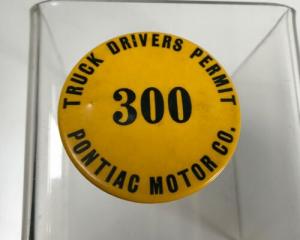 TRUCK DRIVERS PERMIT
300
PONTIAC MOTOR CO.